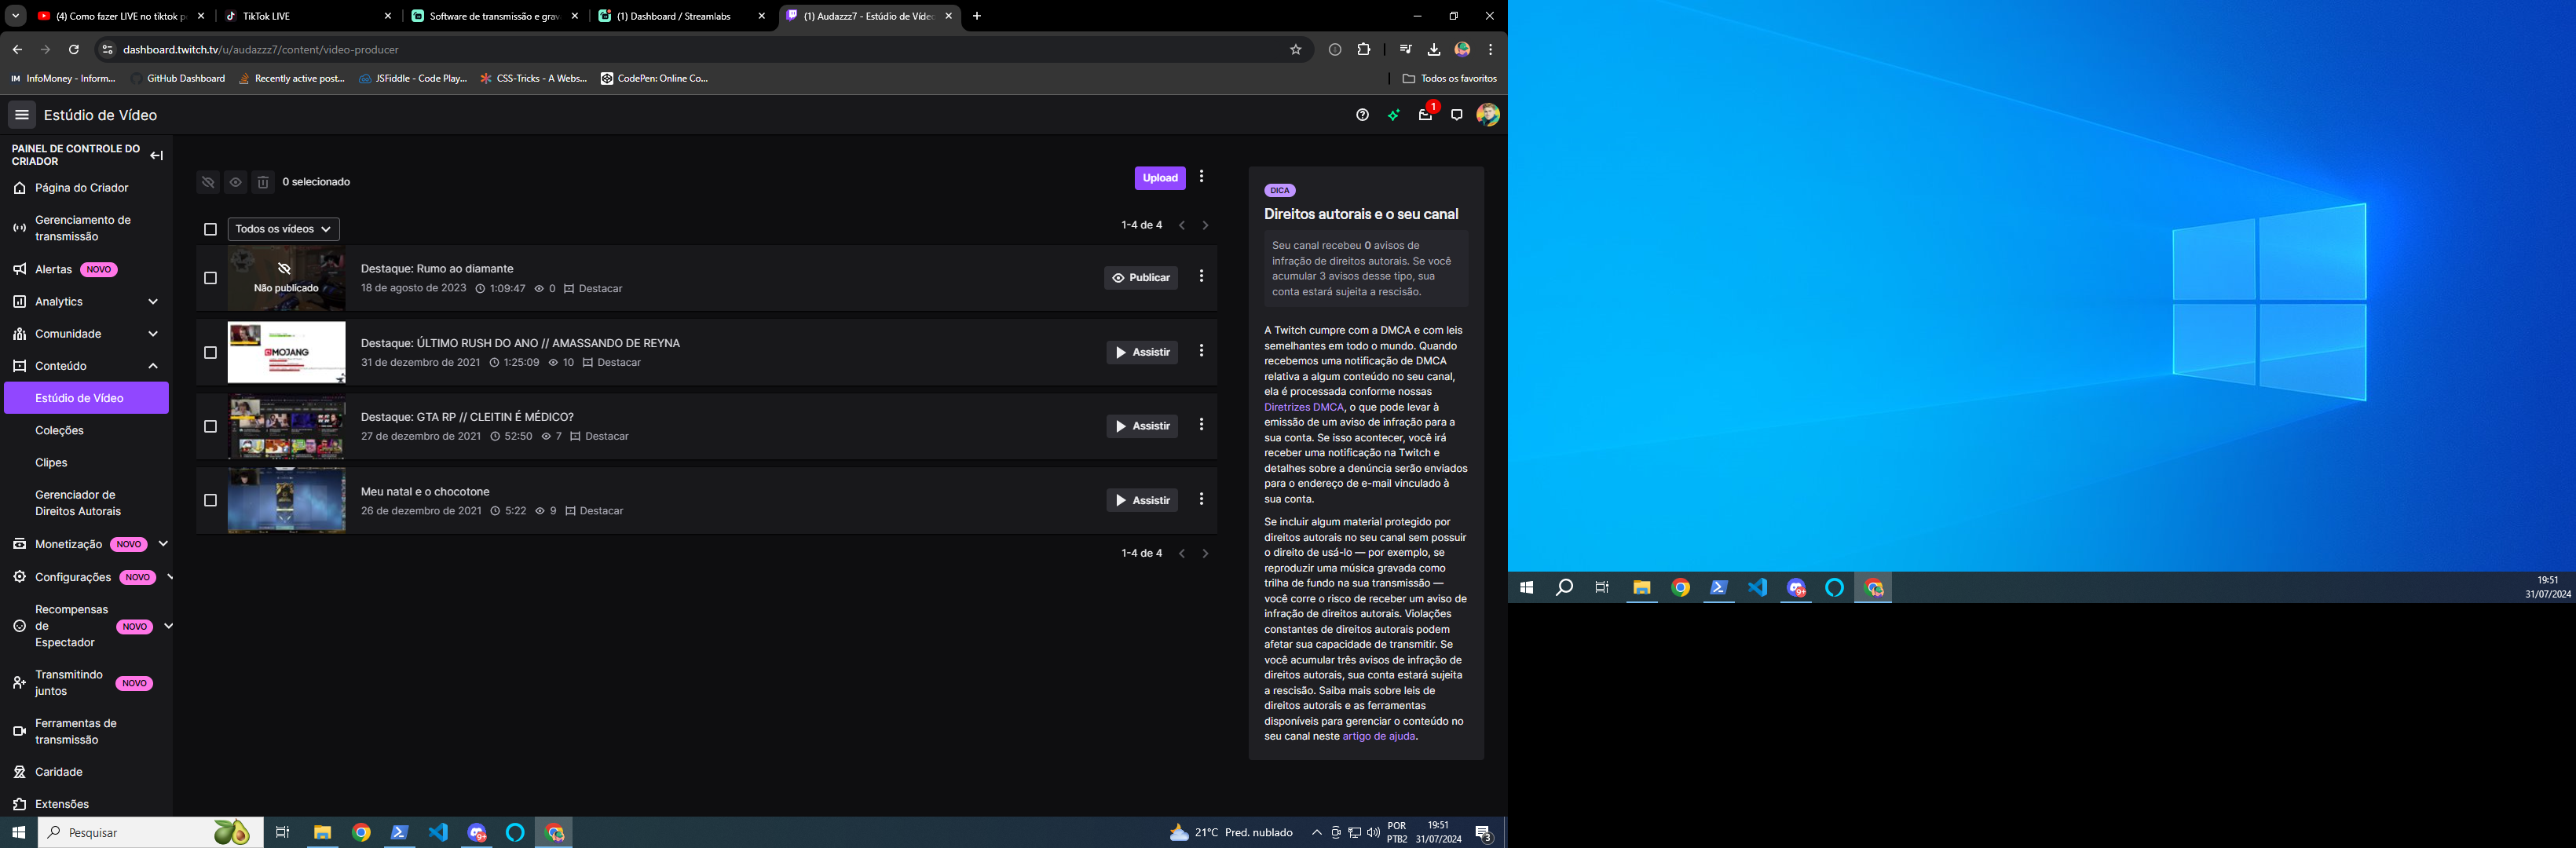 (4) Como fazer LIVE no tiktok p
TikTok LIVE
Software de transmissão e grav
(1) Dashboard / Streamlabs
(1) Audazzz7 - Estúdio de Víde
dashboard.twitch.tv/u/audazzz7/content/video-producer
IM InfoMoney - Inform...
GitHub Dashboard
Recently active post...
JSFiddle - Code Play...
CSS-Tricks - A Webs...
CodePen: Online Co...
Todos os favoritos
Estúdio de Vídeo
1
PAINEL DE CONTROLE DO
CRIADOR
Página do Criador
Gerenciamento de
transmissão
Alertas NOVO
Analytics
Comunidade
Conteúdo
Estúdio de Vídeo
Coleções
Clipes
Gerenciador de
Direitos Autorais
Monetização NOVO
Configurações NOVO
Recompensas
de
Espectador
NOVO
Transmitindo
juntos
NOVO
Ferramentas de
transmissão
Caridade
Extensões
0 selecionado
Upload
Todos os vídeos
1-4 de 4
Não publicado
Destaque: Rumo ao diamante
18 de agosto de 2023 1:09:47 0 Destacar
Publicar
MOJANG
Destaque: ÚLTIMO RUSH DO ANO // AMASSANDO DE REYNA
31 de dezembro de 2021 1:25:09 10 Destacar
Assistir
Destaque: GTA RP // CLEITIN É MÉDICO?
27 de dezembro de 2021 52:50 7 Destacar
Assistir
Meu natal e o chocotone
26 de dezembro de 2021 5:22 9 Destacar
Assistir
1-4 de 4
DICA
Direitos autorais e o seu canal
Seu canal recebeu 0 avisos de
infração de direitos autorais. Se você
acumular 3 avisos desse tipo, sua
conta estará sujeita a rescisão.
A Twitch cumpre com a DMCA e com leis
semelhantes em todo o mundo. Quando
recebemos uma notificação de DMCA
relativa a algum conteúdo no seu canal,
ela é processada conforme nossas
Diretrizes DMCA, o que pode levar à
emissão de um aviso de infração para a
sua conta. Se isso acontecer, você irá
receber uma notificação na Twitch e
detalhes sobre a denúncia serão enviados
para o endereço de e-mail vinculado à
sua conta.
Se incluir algum material protegido por
direitos autorais no seu canal sem possuir
o direito de usá-lo — por exemplo, se
reproduzir uma música gravada como
trilha de fundo na sua transmissão —
você corre o risco de receber um aviso de
infração de direitos autorais. Violações
constantes de direitos autorais podem
afetar sua capacidade de transmitir. Se
você acumular três avisos de infração de
direitos autorais, sua conta estará sujeita
a rescisão. Saiba mais sobre leis de
direitos autorais e as ferramentas
disponíveis para gerenciar o conteúdo no
seu canal neste artigo de ajuda.
Pesquisar
9+
21°C Pred. nublado
POR
PTB2
19:51
31/07/2024
3
9+
19:51
31/07/2024